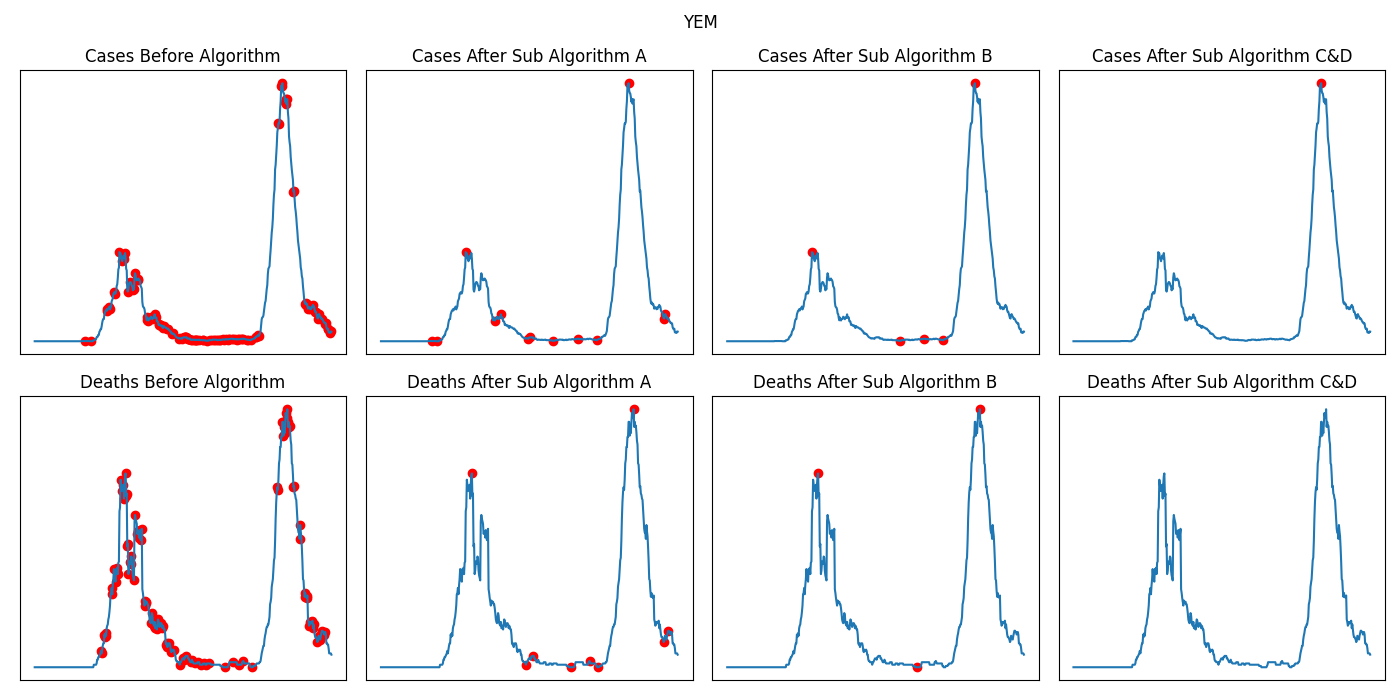 YEM
Cases Before Algorithm
Cases After Sub Algorithm A
Cases After Sub Algorithm B
Cases After Sub Algorithm C&D
Deaths Before Algorithm
Deaths After Sub Algorithm A
Deaths After Sub Algorithm B
Deaths After Sub Algorithm C&D